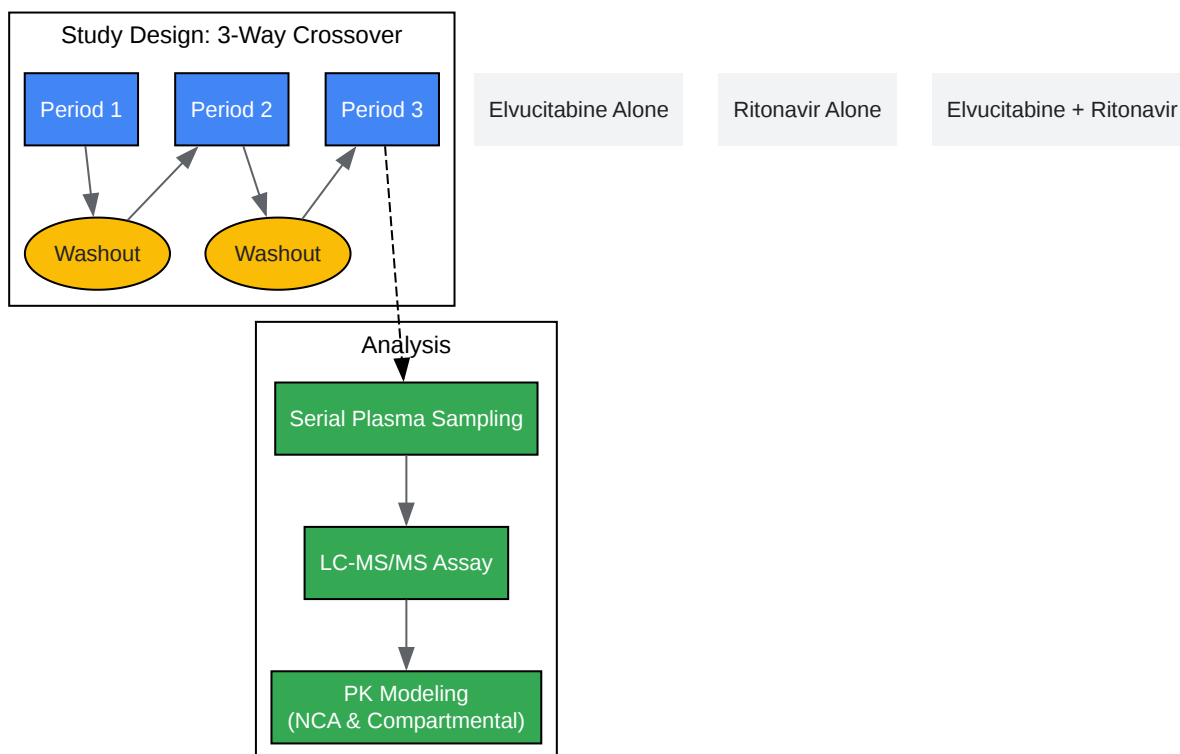 Study Design: 3-Way Crossover
Period 1
Period 2
Period 3
Elvucitabine Alone
Ritonavir Alone
Elvucitabine + Ritonavir
Washout
Washout
Analysis
Serial Plasma Sampling
LC-MS/MS Assay
PK Modeling
(NCA & Compartmental)